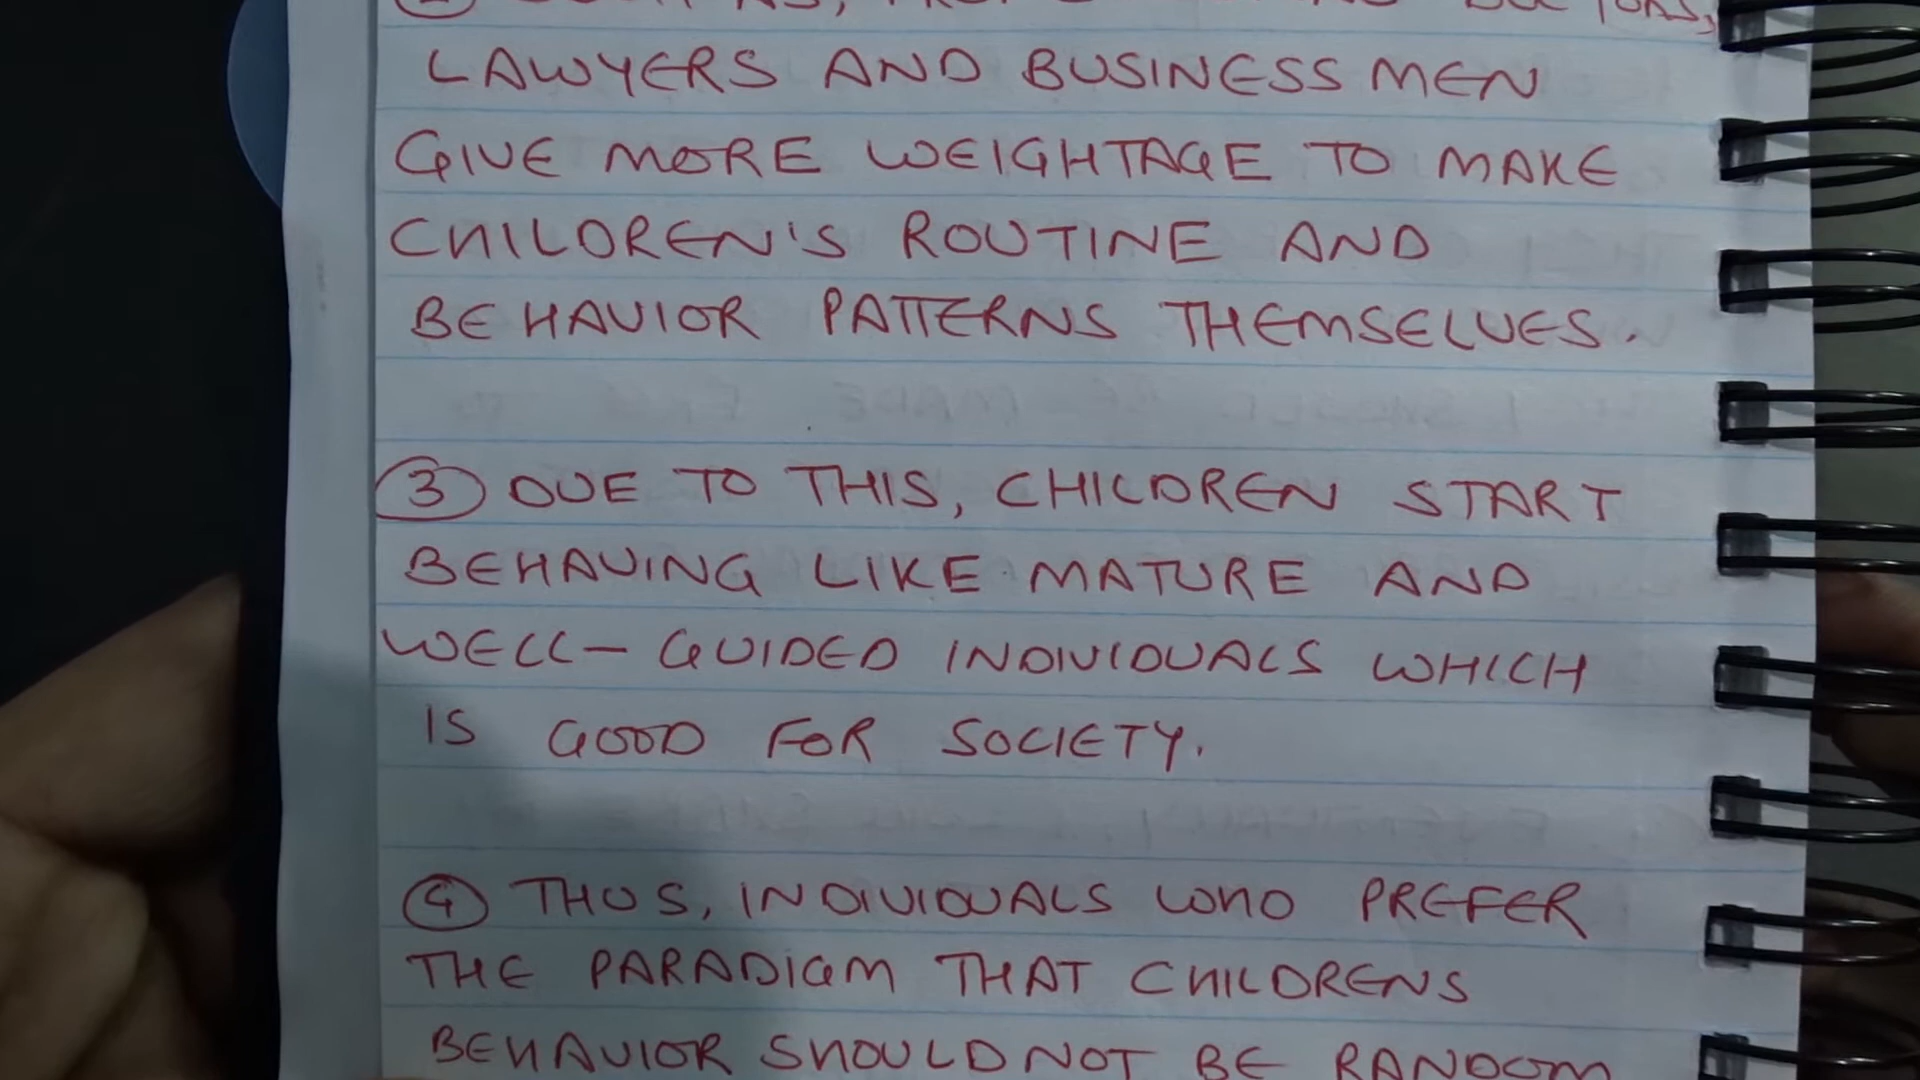 LAWYERS AND BUSINESS MEN
GIVE MORE WEIGHTAGE TO MAKE
CHILDREN'S ROUTINE AND
BEHAVIOR PATTERNS THEMSELVES.
③ DUE TO THIS, CHILDREN START
BEHAVING LIKE MATURE AND
WELL- GUIDED INDIVIDUALS WHICH
IS GOOD FOR SOCIETY.
④ THUS, INDIVIDUALS WHO PREFER
THE PARADIGM THAT CHILDRENS
BEHAVIOR SHOULD NOT BE RANDOM